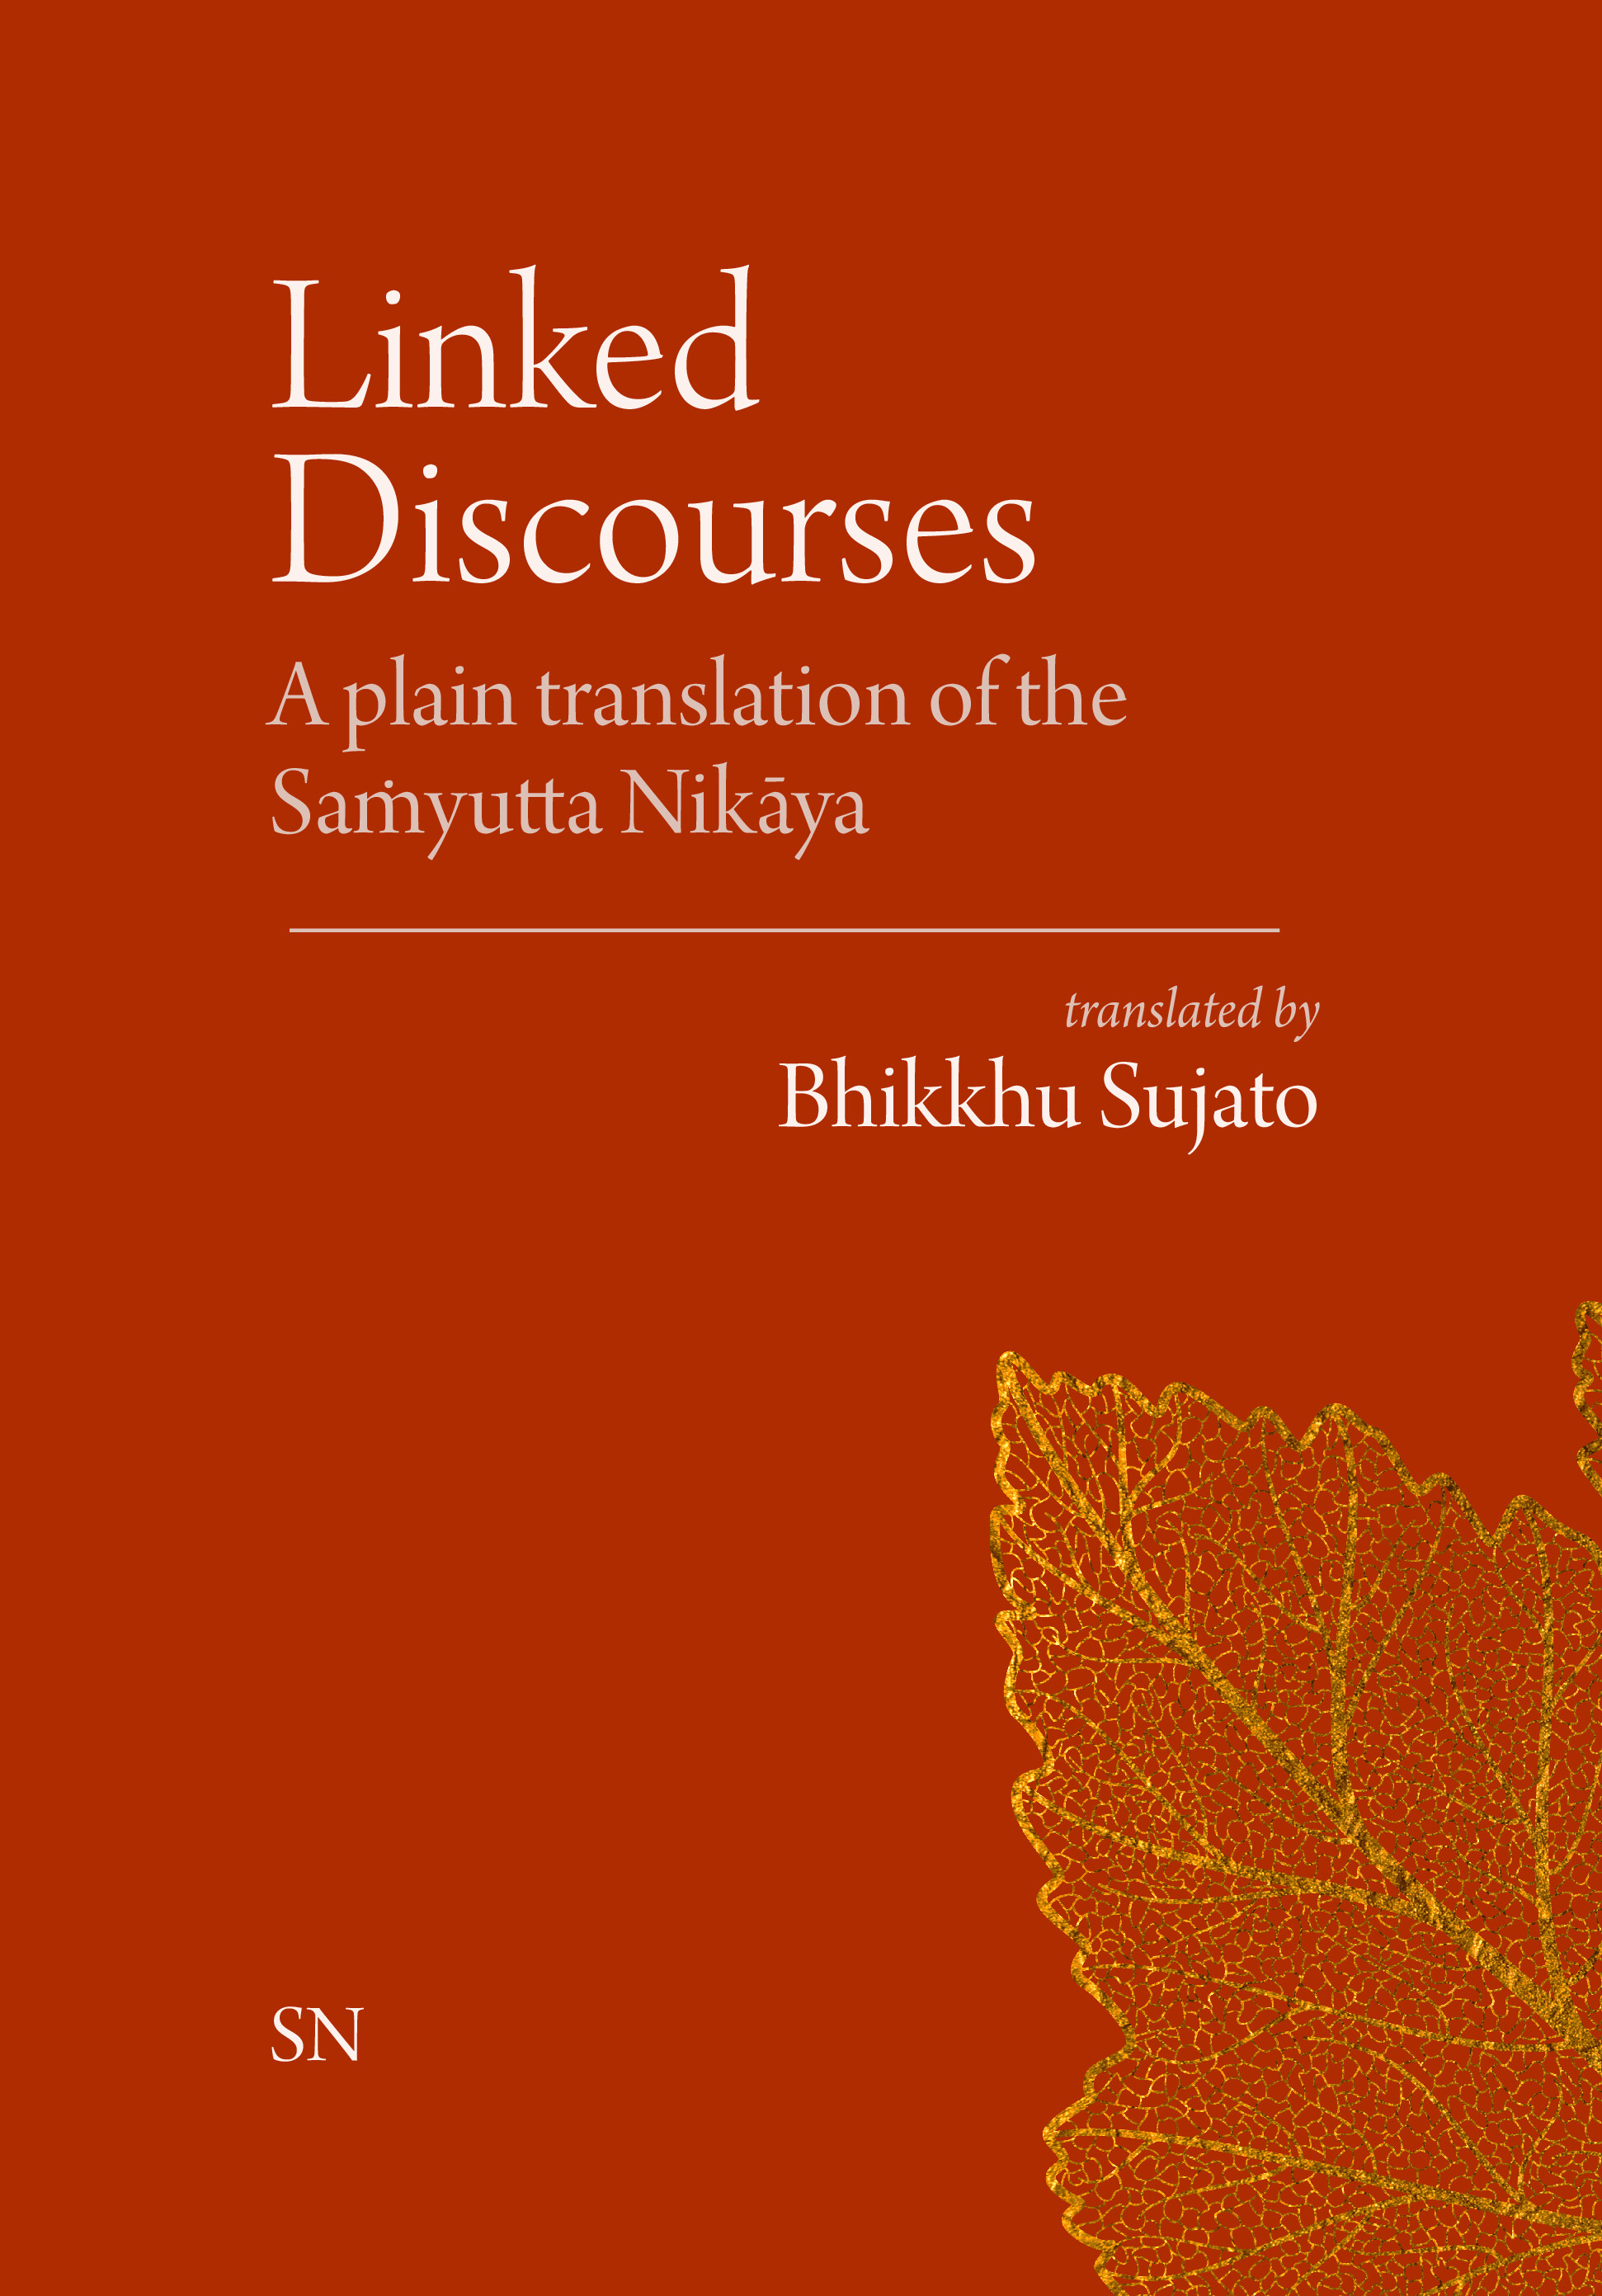 Linked
Discourses
A plain translation of the
Saṁyutta Nikāya
translated by
Bhikkhu Sujato
SN